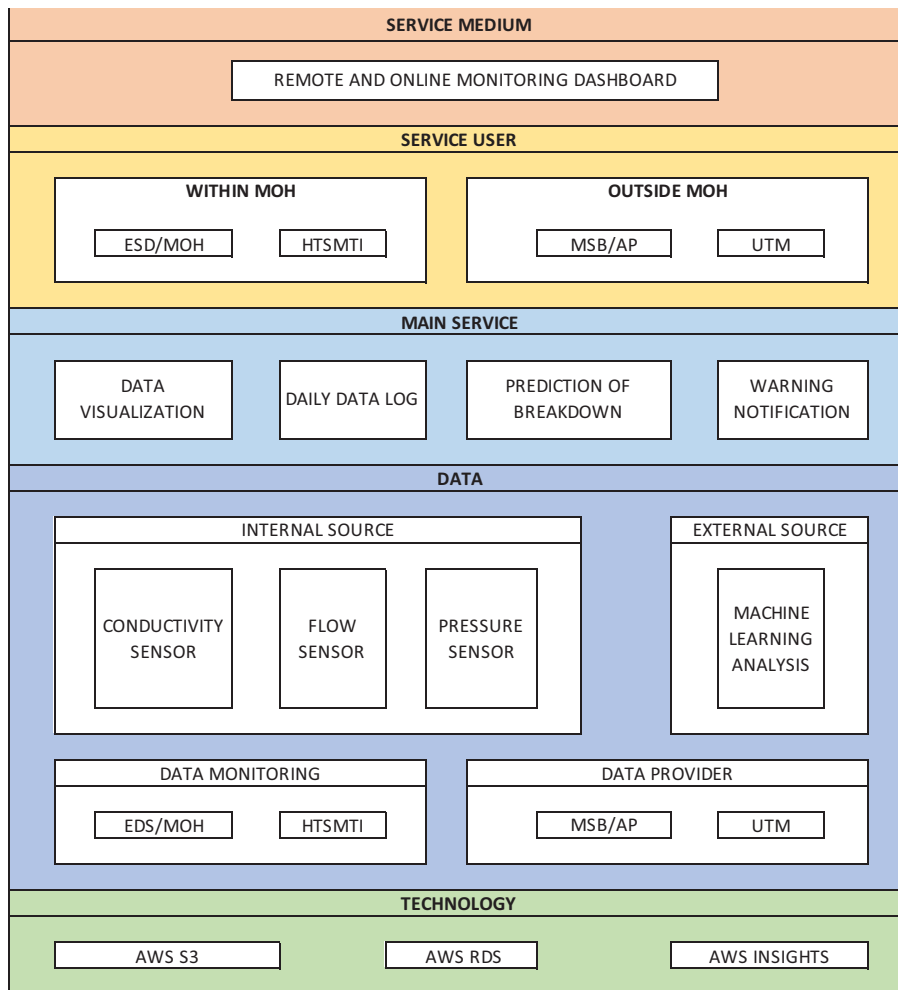 SERVICE MEDIUM
REMOTE AND ONLINE MONITORING DASHBOARD
SERVICE USER
WITHIN MOH
ESD/MOH
HTSMTI
OUTSIDE MOH
MSB/AP
UTM
MAIN SERVICE
DATA
VISUALIZATION
DAILY DATA LOG
PREDICTION OF
BREAKDOWN
WARNING
NOTIFICATION
DATA
INTERNAL SOURCE
CONDUCTIVITY
SENSOR
FLOW
SENSOR
PRESSURE
SENSOR
EXTERNAL SOURCE
MACHINE
LEARNING
ANALYSIS
DATA MONITORING
EDS/MOH
HTSMTI
DATA PROVIDER
MSB/AP
UTM
TECHNOLOGY
AWS S3
AWS RDS
AWS INSIGHTS